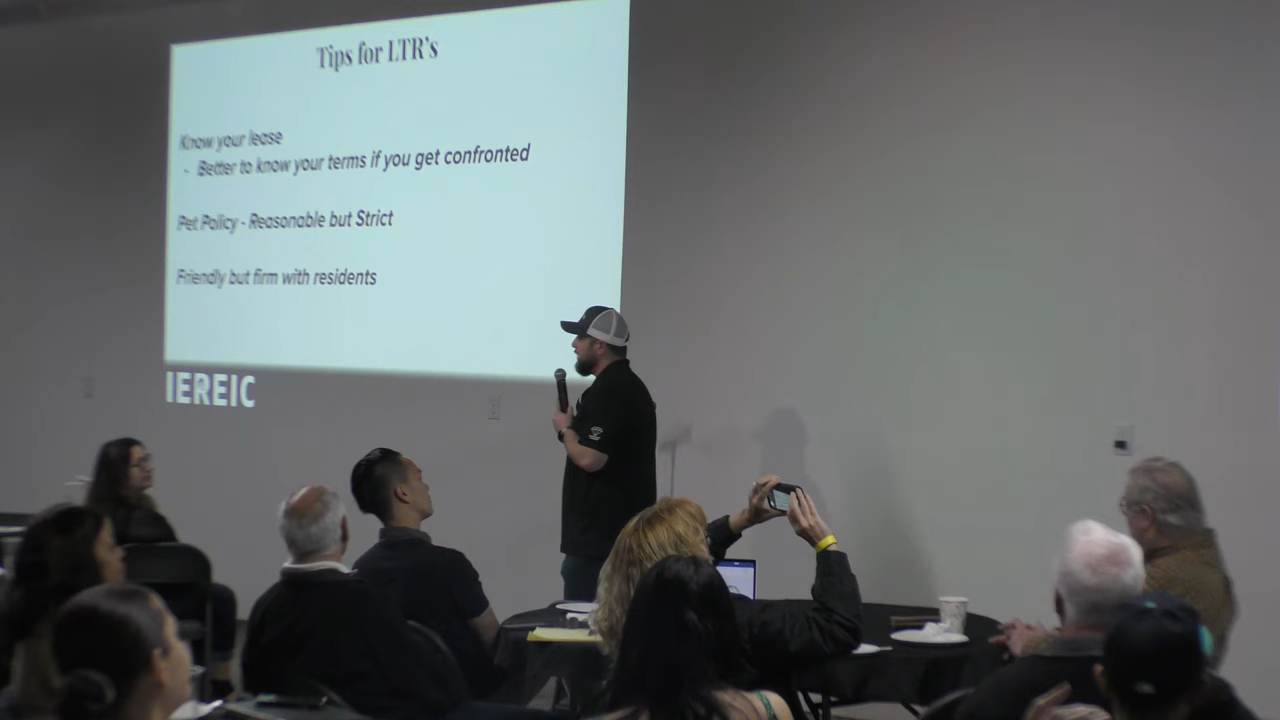 Tips for LTR's
Know your lease
- Better to know your terms if you get confronted
Pet Policy - Reasonable but Strict
Friendly but firm with residents
IEREIC